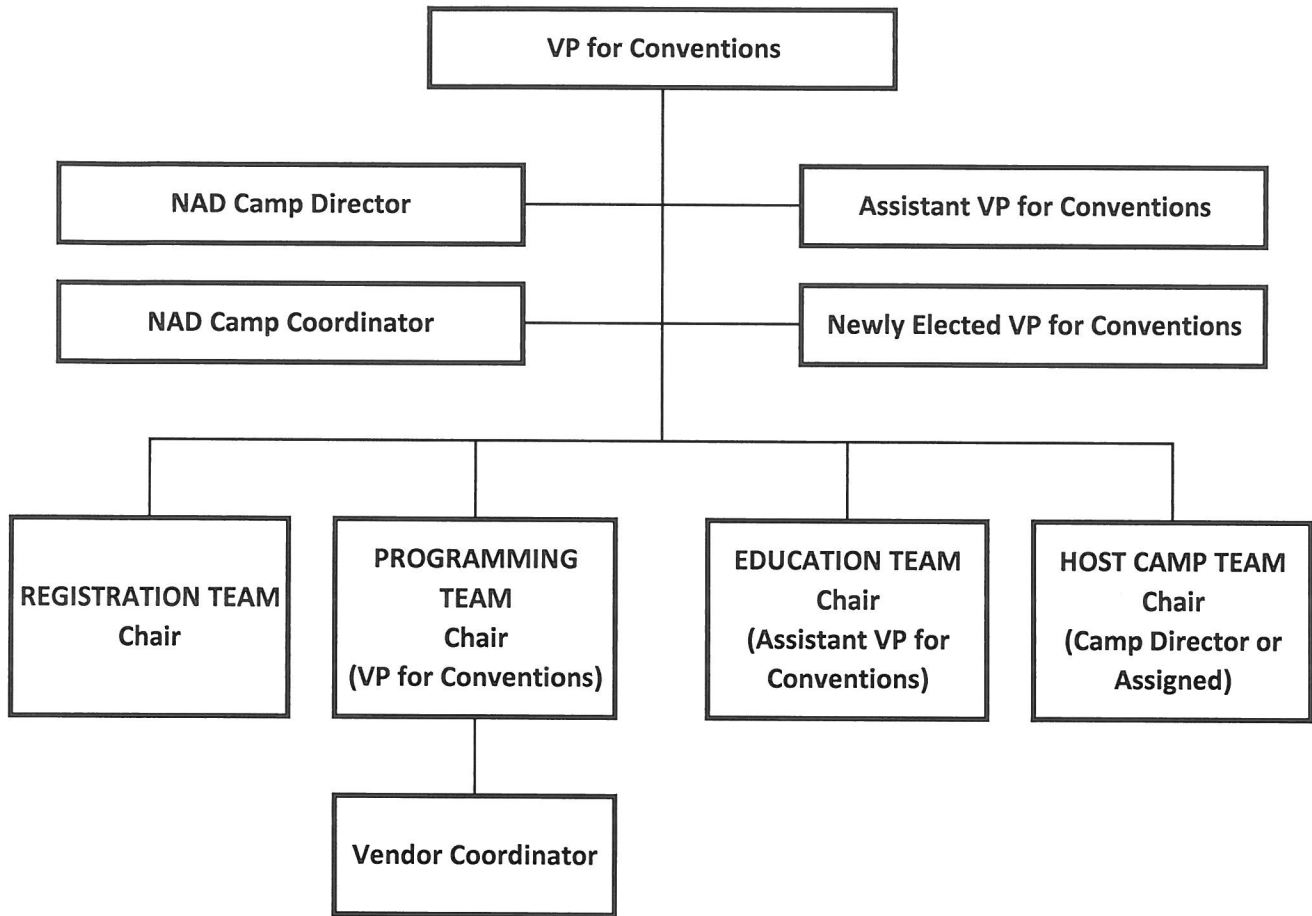 VP for Conventions
NAD Camp Director
Assistant VP for Conventions
NAD Camp Coordinator
Newly Elected VP for Conventions
REGISTRATION TEAM
Chair
PROGRAMMING
TEAM
Chair
(VP for Conventions)
EDUCATION TEAM
Chair
(Assistant VP for
Conventions)
HOST CAMP TEAM
Chair
(Camp Director or
Assigned)
Vendor Coordinator